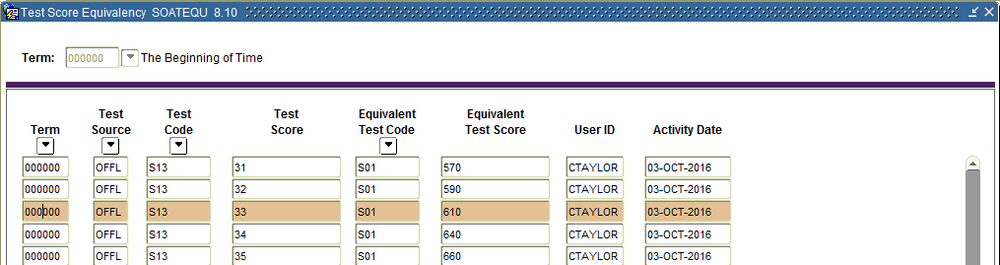 Test Score Equivalency SOATEQU 8.10
Term: 000000 The Beginning of Time
Test Test Test Equivalent Equivalent
Term Source Code Score Test Code Test Score User ID Activity Date
000000 OFFL S13 31 S01 570 CTAYLOR 03-OCT-2016
000000 OFFL S13 32 S01 590 CTAYLOR 03-OCT-2016
000000 OFFL S13 33 S01 610 CTAYLOR 03-OCT-2016
000000 OFFL S13 34 S01 640 CTAYLOR 03-OCT-2016
000000 OFFL S13 35 S01 660 CTAYLOR 03-OCT-2016